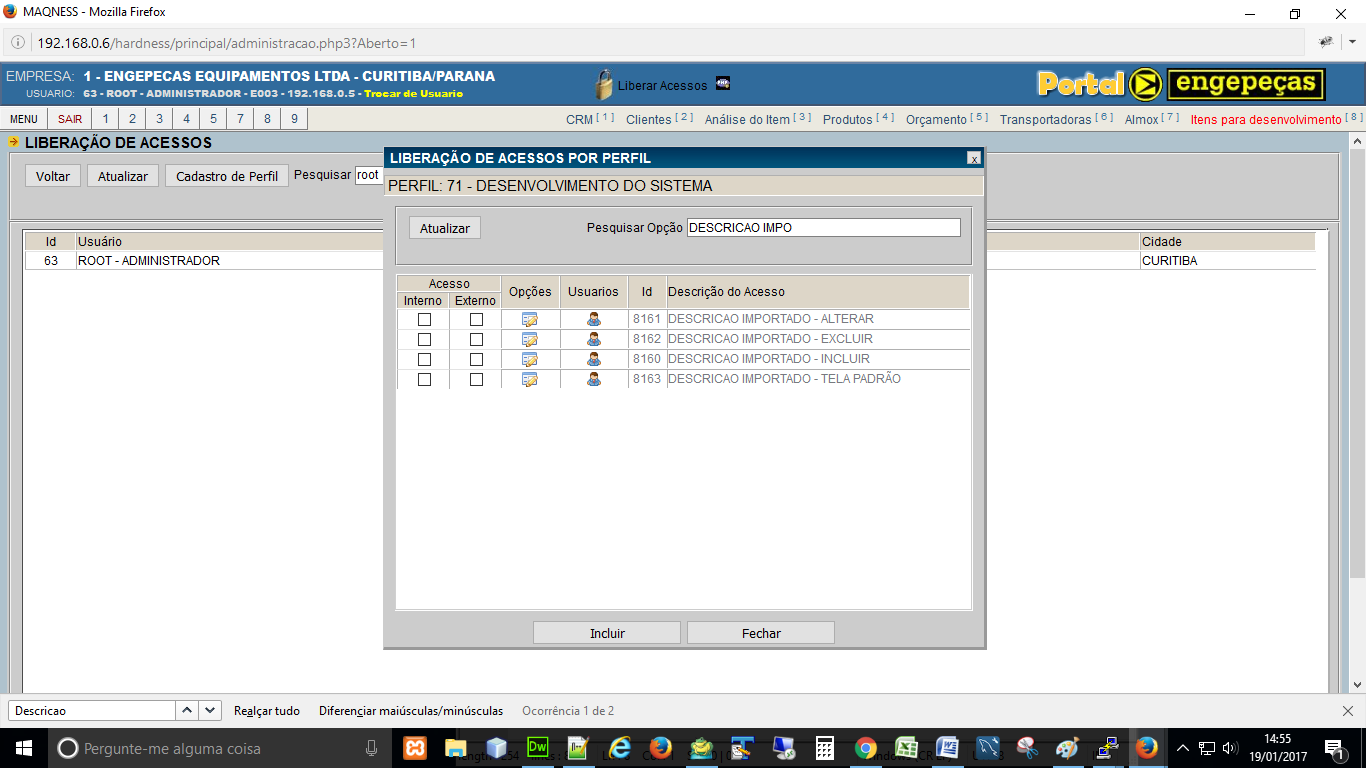 MAQNESS - Mozilla Firefox
192.168.0.6/hardness/principal/administracao.php3?Aberto=1
EMPRESA: 1 - ENGEPEÇAS EQUIPAMENTOS LTDA - CURITIBA/PARANA
USUARIO: 63 - ROOT - ADMINISTRADOR - E003 - 192.168.0.5 - Trocar de Usuario
Liberar Acessos
Portal engepeças
MENU SAIR 1 2 3 4 5 6 7 8 9
CRM [ 1 ] Clientes [ 2 ] Análise do Item [ 3 ] Produtos [ 4 ] Orçamento [ 5 ] Transportadoras [ 6 ] Almox [ 7 ] Itens para desenvolvimento [ 8 ]
LIBERAÇÃO DE ACESSOS
Voltar Atualizar Cadastro de Perfil Pesquisar root
Id Usuário Cidade
63 ROOT - ADMINISTRADOR CURITIBA
LIBERAÇÃO DE ACESSOS POR PERFIL x
PERFIL: 71 - DESENVOLVIMENTO DO SISTEMA
Atualizar Pesquisar Opção DESCRICAO IMPO
Acesso Opções Usuarios Id Descrição do Acesso
Interno Externo
8161 DESCRICAO IMPORTADO - ALTERAR
8162 DESCRICAO IMPORTADO - EXCLUIR
8160 DESCRICAO IMPORTADO - INCLUIR
8163 DESCRICAO IMPORTADO - TELA PADRÃO
Incluir Fechar
Descricao Realçar tudo Diferenciar maiúsculas/minúsculas Ocorrência 1 de 2
Pergunte-me alguma coisa
Dw
14:55
19/01/2017
1